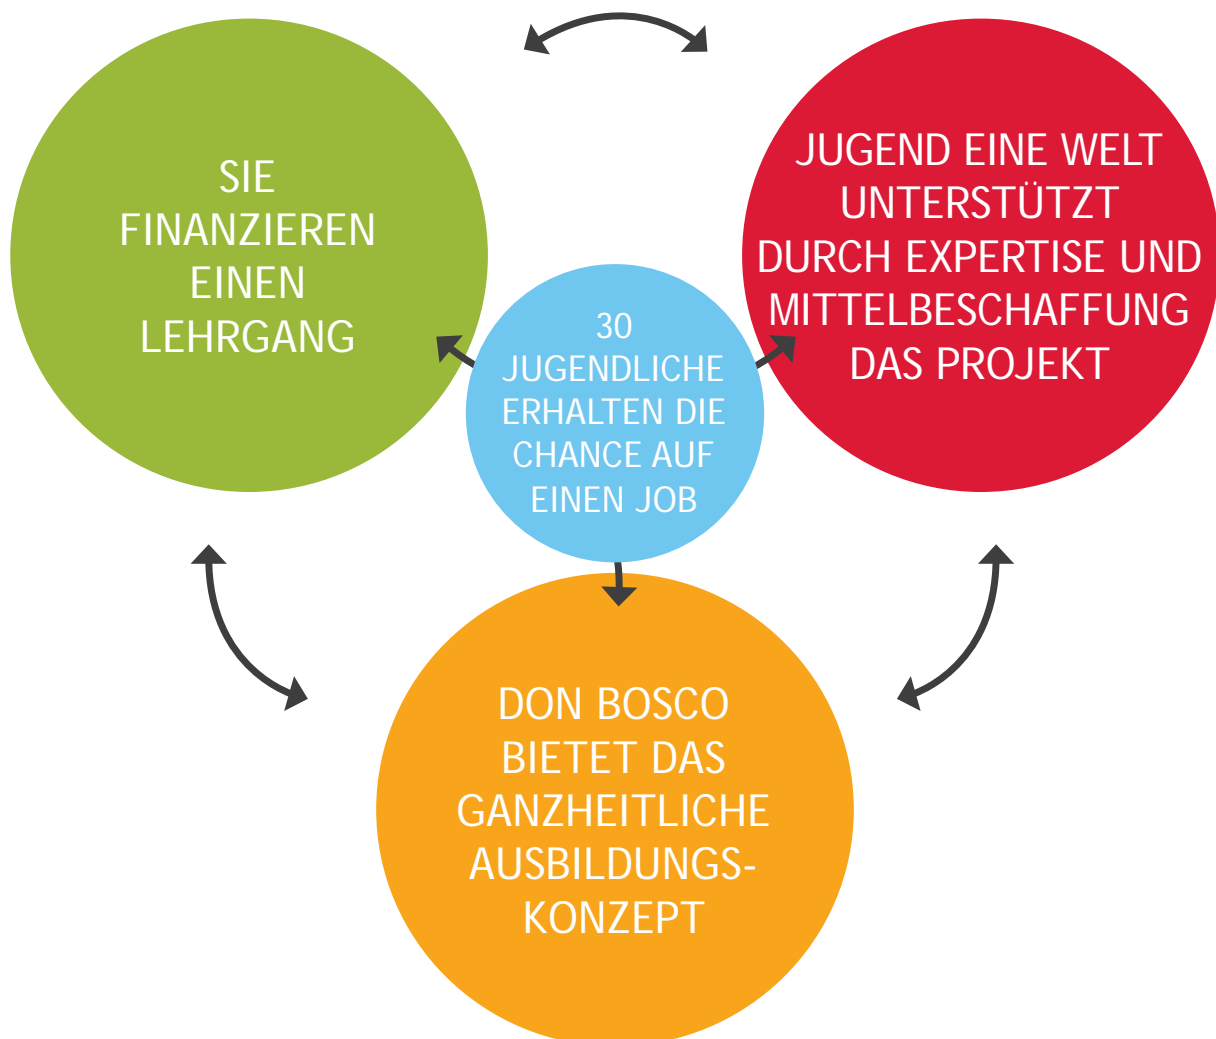 SIE
FINANZIEREN
EINEN
LEHRGANG
JUGEND EINE WELT
UNTERSTÜTZT
DURCH EXPERTISE UND
MITTELBESCHAFFUNG
DAS PROJEKT
30
JUGENDLICHE
ERHALTEN DIE
CHANCE AUF
EINEN JOB
DON BOSCO
BIETET DAS
GANZHEITLICHE
AUSBILDUNGS-
KONZEPT